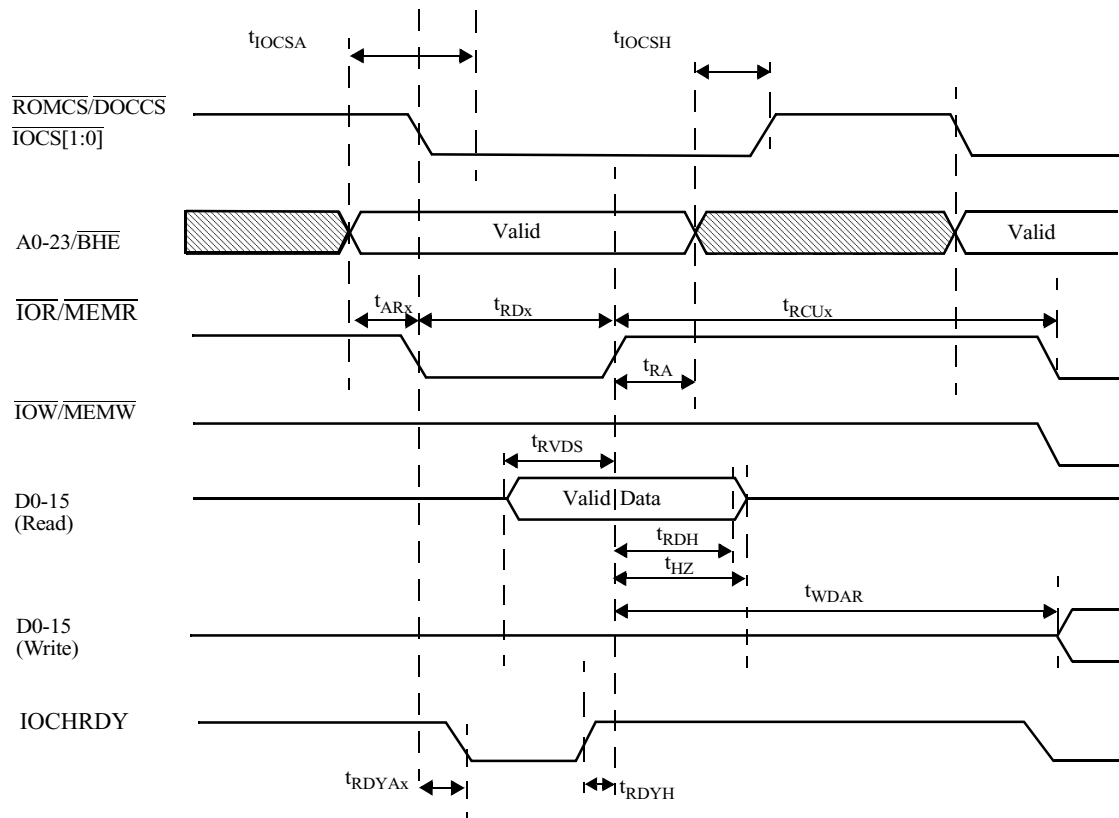 tIOCSA
tIOCSH
ROMCS/DOCCS
IOCS[1:0]
A0-23/BHE
Valid
Valid
IOR/MEMR
tARx
tRDx
tRCUx
tRA
IOW/MEMW
tRVDS
D0-15
(Read)
Valid Data
tRDH
tHZ
tWDAR
D0-15
(Write)
IOCHRDY
tRDYAx
tRDYH